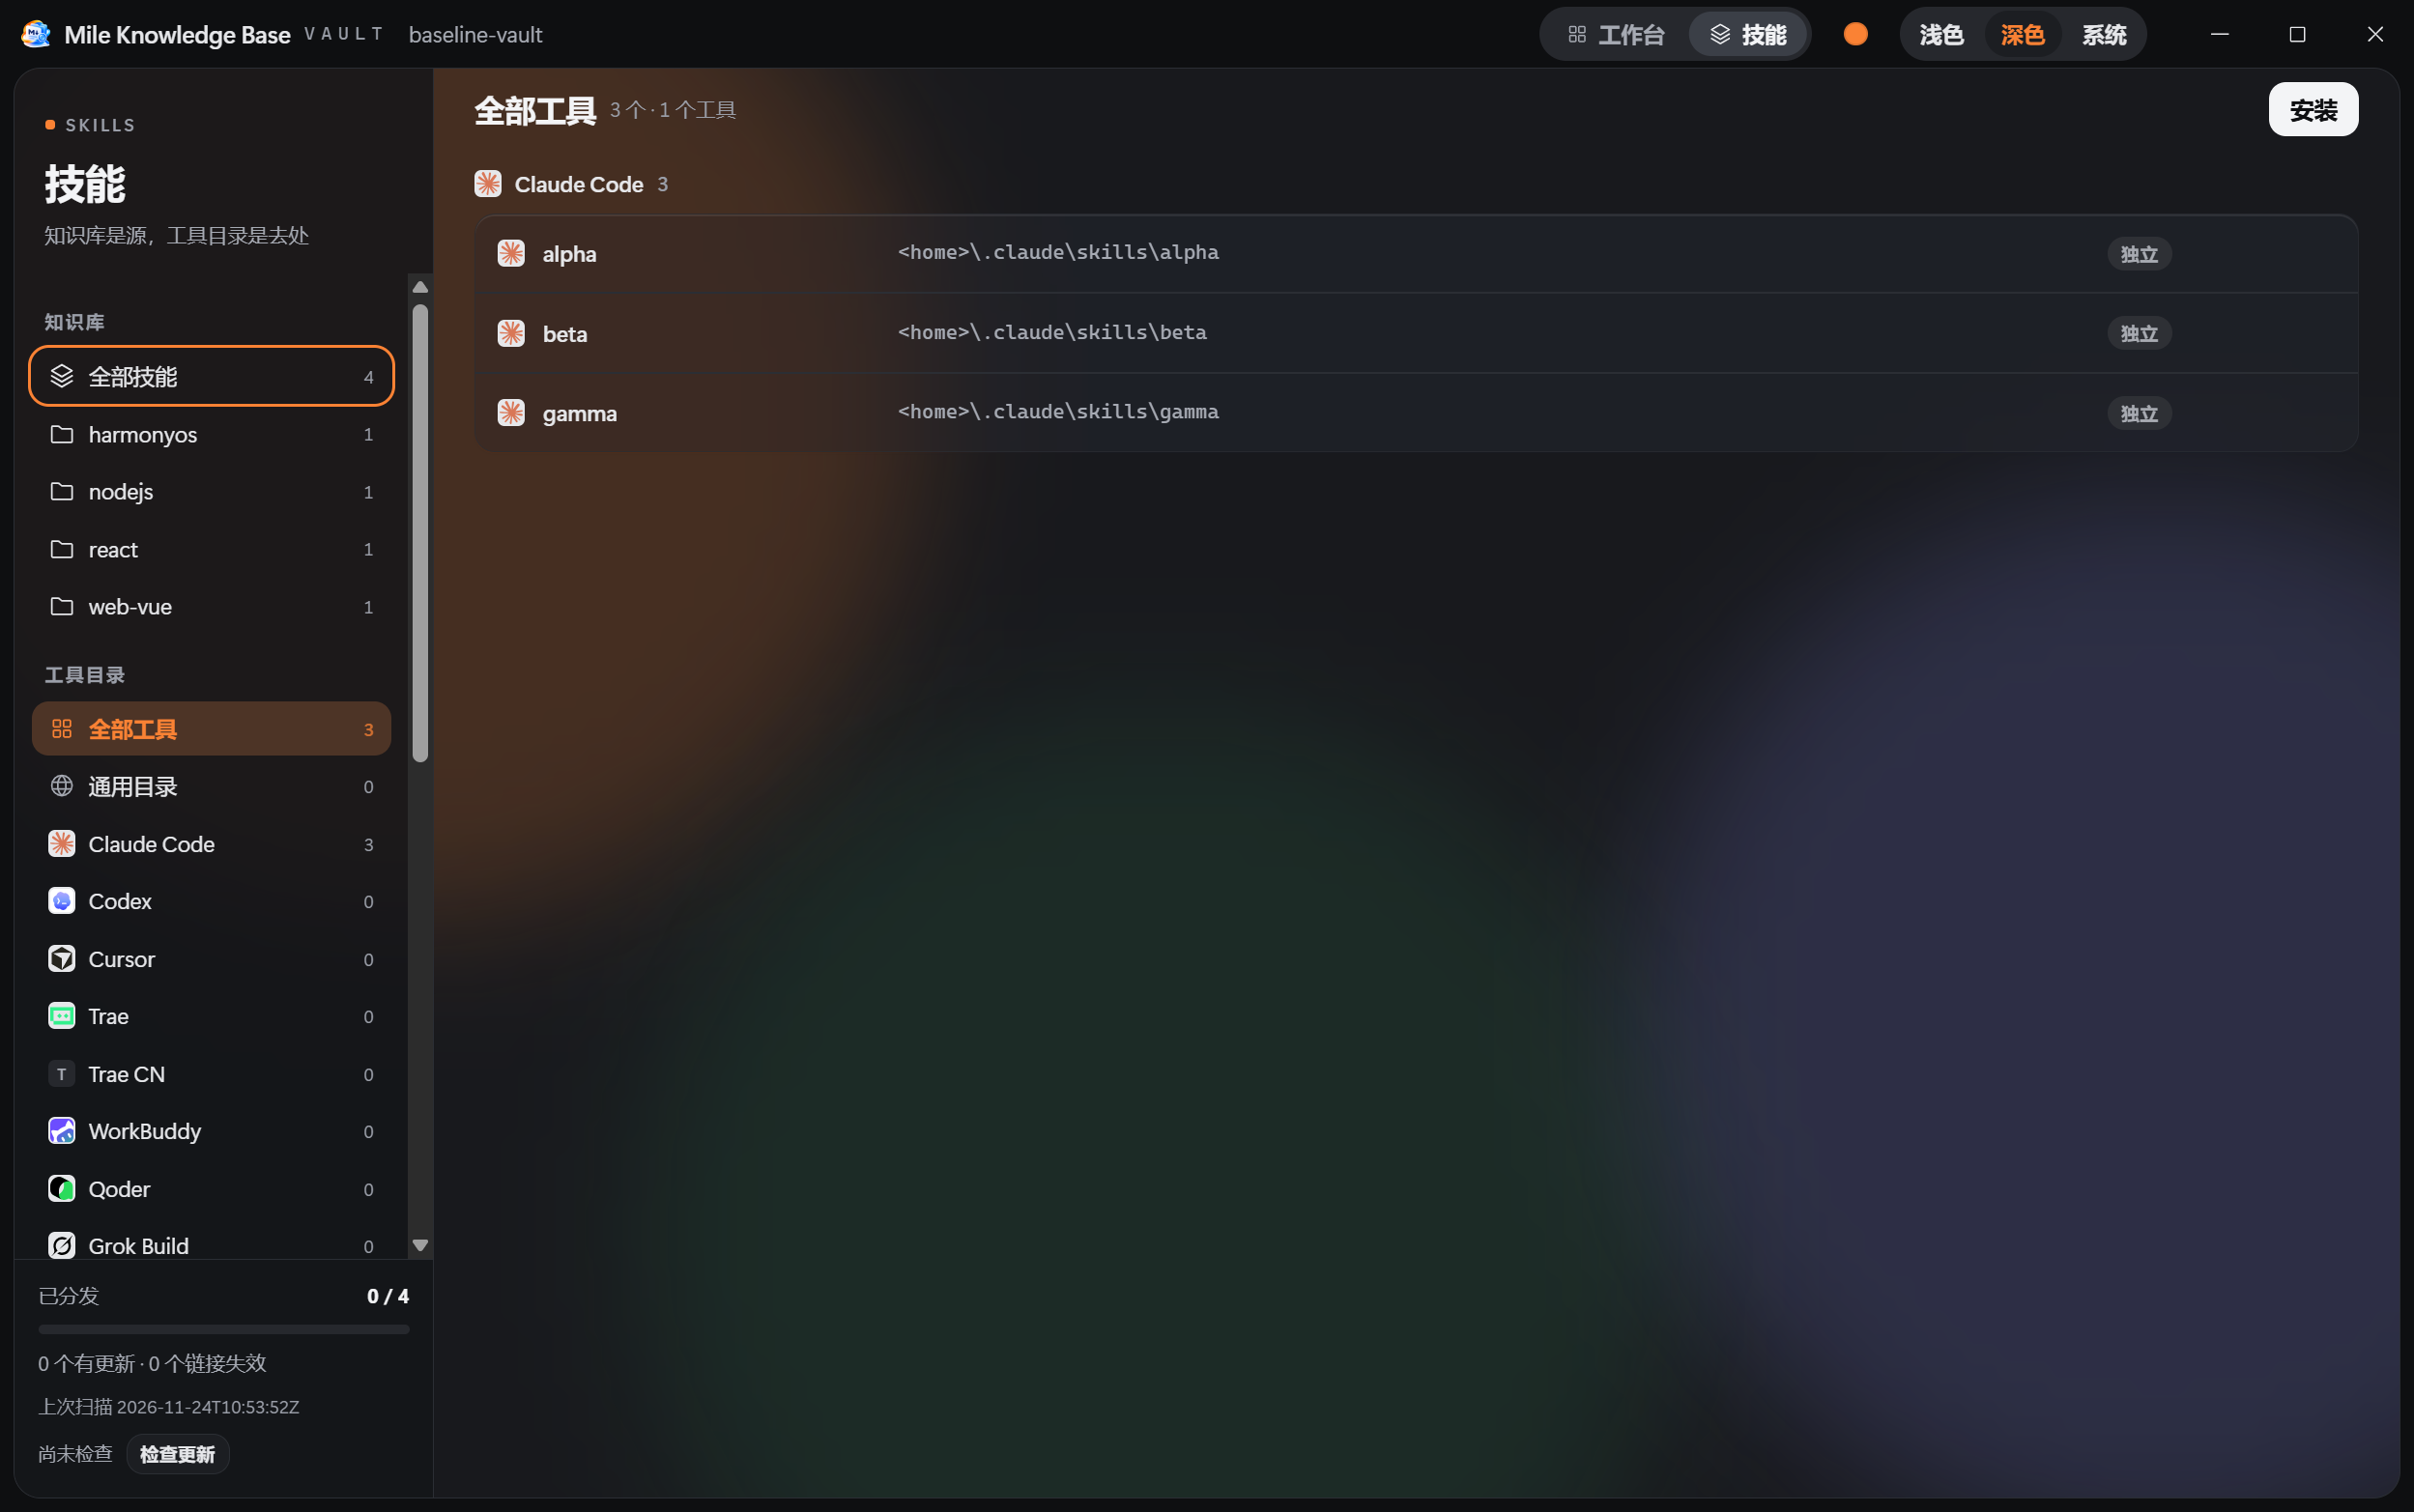 Mile Knowledge Base VAULT baseline-vault
工作台 技能 浅色 深色 系统
SKILLS
技能
知识库是源，工具目录是去处
知识库
全部技能 4
harmonyos 1
nodejs 1
react 1
web-vue 1
工具目录
全部工具 3
通用目录 0
Claude Code 3
Codex 0
Cursor 0
Trae 0
T Trae CN 0
WorkBuddy 0
Qoder 0
Grok Build 0
已分发 0 / 4
0 个有更新 · 0 个链接失效
上次扫描 2026-11-24T10:53:52Z
尚未检查 检查更新
全部工具 3 个 · 1 个工具
安装
Claude Code 3
alpha <home>\.claude\skills\alpha 独立
beta <home>\.claude\skills\beta 独立
gamma <home>\.claude\skills\gamma 独立